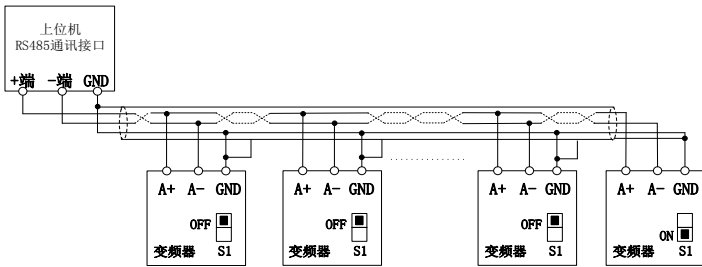 上位机
RS485通讯接口
+端 -端 GND
A+ A- GND
OFF
变频器 S1
A+ A- GND
OFF
变频器 S1
A+ A- GND
OFF
变频器 S1
A+ A- GND
ON
变频器 S1